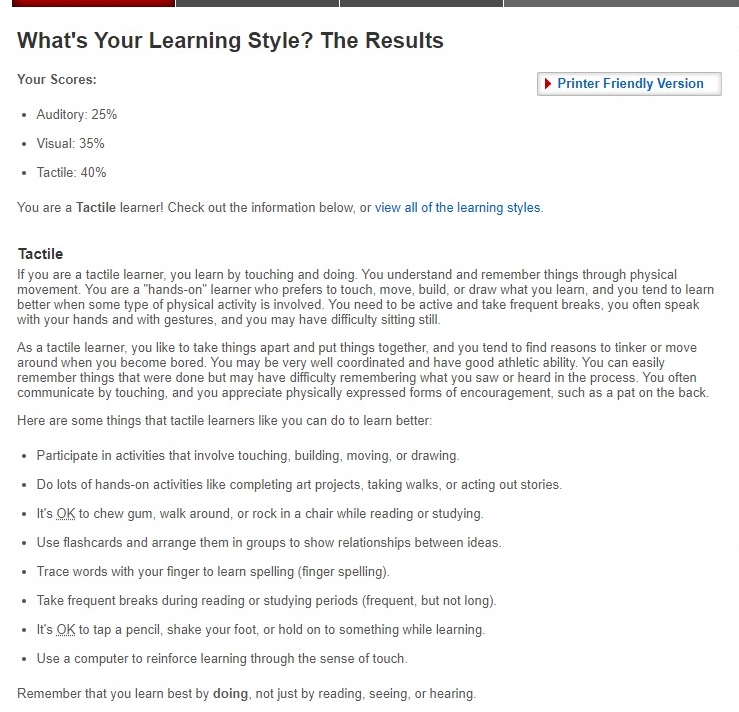 What's Your Learning Style? The Results
Your Scores:
Printer Friendly Version
• Auditory: 25%
• Visual: 35%
• Tactile: 40%
You are a Tactile learner! Check out the information below, or view all of the learning styles.
Tactile
If you are a tactile learner, you learn by touching and doing. You understand and remember things through physical
movement. You are a "hands-on" learner who prefers to touch, move, build, or draw what you learn, and you tend to learn
better when some type of physical activity is involved. You need to be active and take frequent breaks, you often speak
with your hands and with gestures, and you may have difficulty sitting still.
As a tactile learner, you like to take things apart and put things together, and you tend to find reasons to tinker or move
around when you become bored. You may be very well coordinated and have good athletic ability. You can easily
remember things that were done but may have difficulty remembering what you saw or heard in the process. You often
communicate by touching, and you appreciate physically expressed forms of encouragement, such as a pat on the back.
Here are some things that tactile learners like you can do to learn better:
• Participate in activities that involve touching, building, moving, or drawing.
• Do lots of hands-on activities like completing art projects, taking walks, or acting out stories.
• It's OK to chew gum, walk around, or rock in a chair while reading or studying.
• Use flashcards and arrange them in groups to show relationships between ideas.
• Trace words with your finger to learn spelling (finger spelling).
• Take frequent breaks during reading or studying periods (frequent, but not long).
• It's OK to tap a pencil, shake your foot, or hold on to something while learning.
• Use a computer to reinforce learning through the sense of touch.
Remember that you learn best by doing, not just by reading, seeing, or hearing.